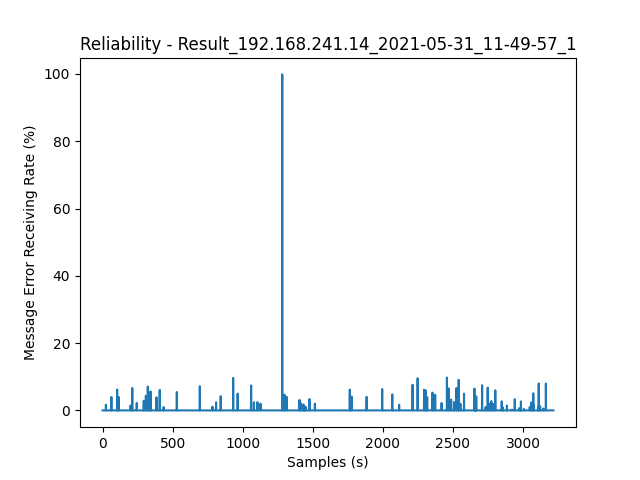 Reliability - Result_192.168.241.14_2021-05-31_11-49-57_1
Message Error Receiving Rate (%)
100
80
60
40
20
0
0 500 1000 1500 2000 2500 3000
Samples (s)